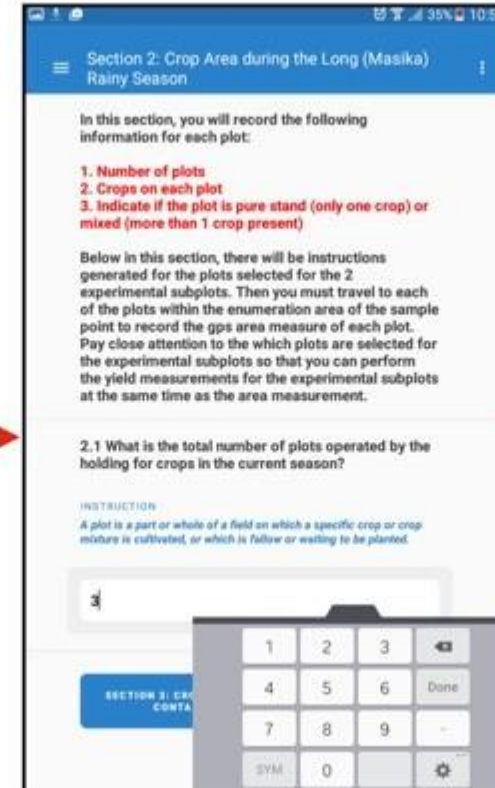 35% 10:5
Section 2: Crop Area during the Long (Masika)
Rainy Season
In this section, you will record the following
information for each plot:
1. Number of plots
2. Crops on each plot
3. Indicate if the plot is pure stand (only one crop) or
mixed (more than 1 crop present)
Below in this section, there will be instructions
generated for the plots selected for the 2
experimental subplots. Then you must travel to each
of the plots within the enumeration area of the sample
point to record the gps area measure of each plot.
Pay close attention to the which plots are selected for
the experimental subplots so that you can perform
the yield measurements for the experimental subplots
at the same time as the area measurement.
2.1 What is the total number of plots operated by the
holding for crops in the current season?
INSTRUCTION
A plot is a part or whole of a field on which a specific crop or crop
mixture is cultivated, or which is fallow or waiting to be planted.
3
SECTION 2: CRO
CONTA
1 2 3
4 5 6 Done
7 8 9 -
SYM 0